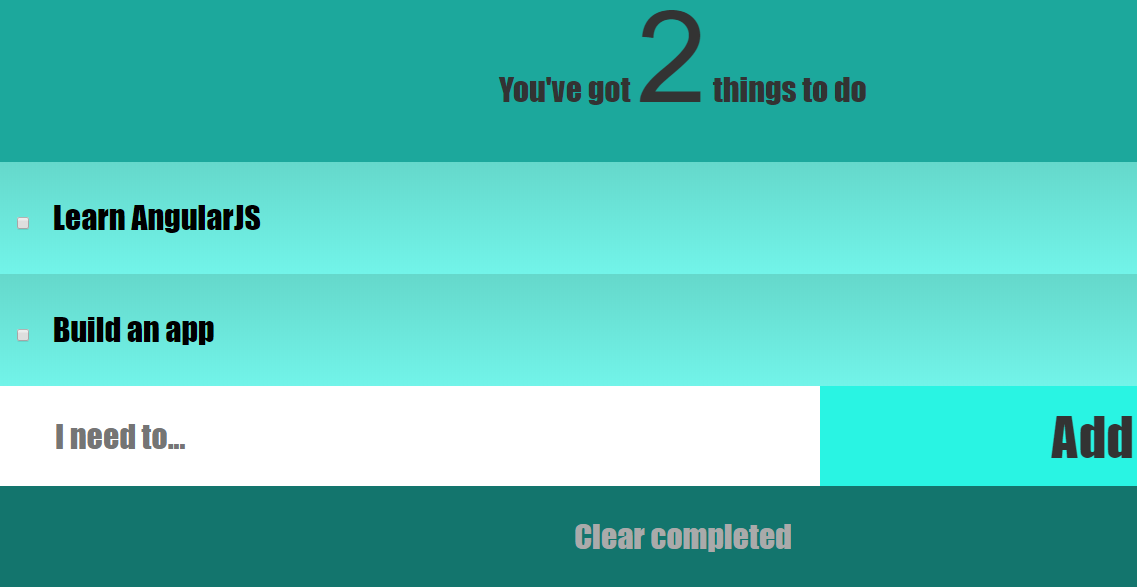 You've got 2 things to do
Learn AngularJS
Build an app
I need to...
Add
Clear completed